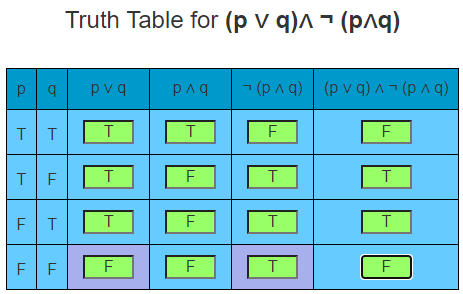 Truth Table for (p ∨ q)∧ ¬ (p∧q)
p q p ∨ q p ∧ q ¬ (p ∧ q) (p ∨ q) ∧ ¬ (p ∧ q)
T T T T F F
T F T F T T
F T T F T T
F F F F T F